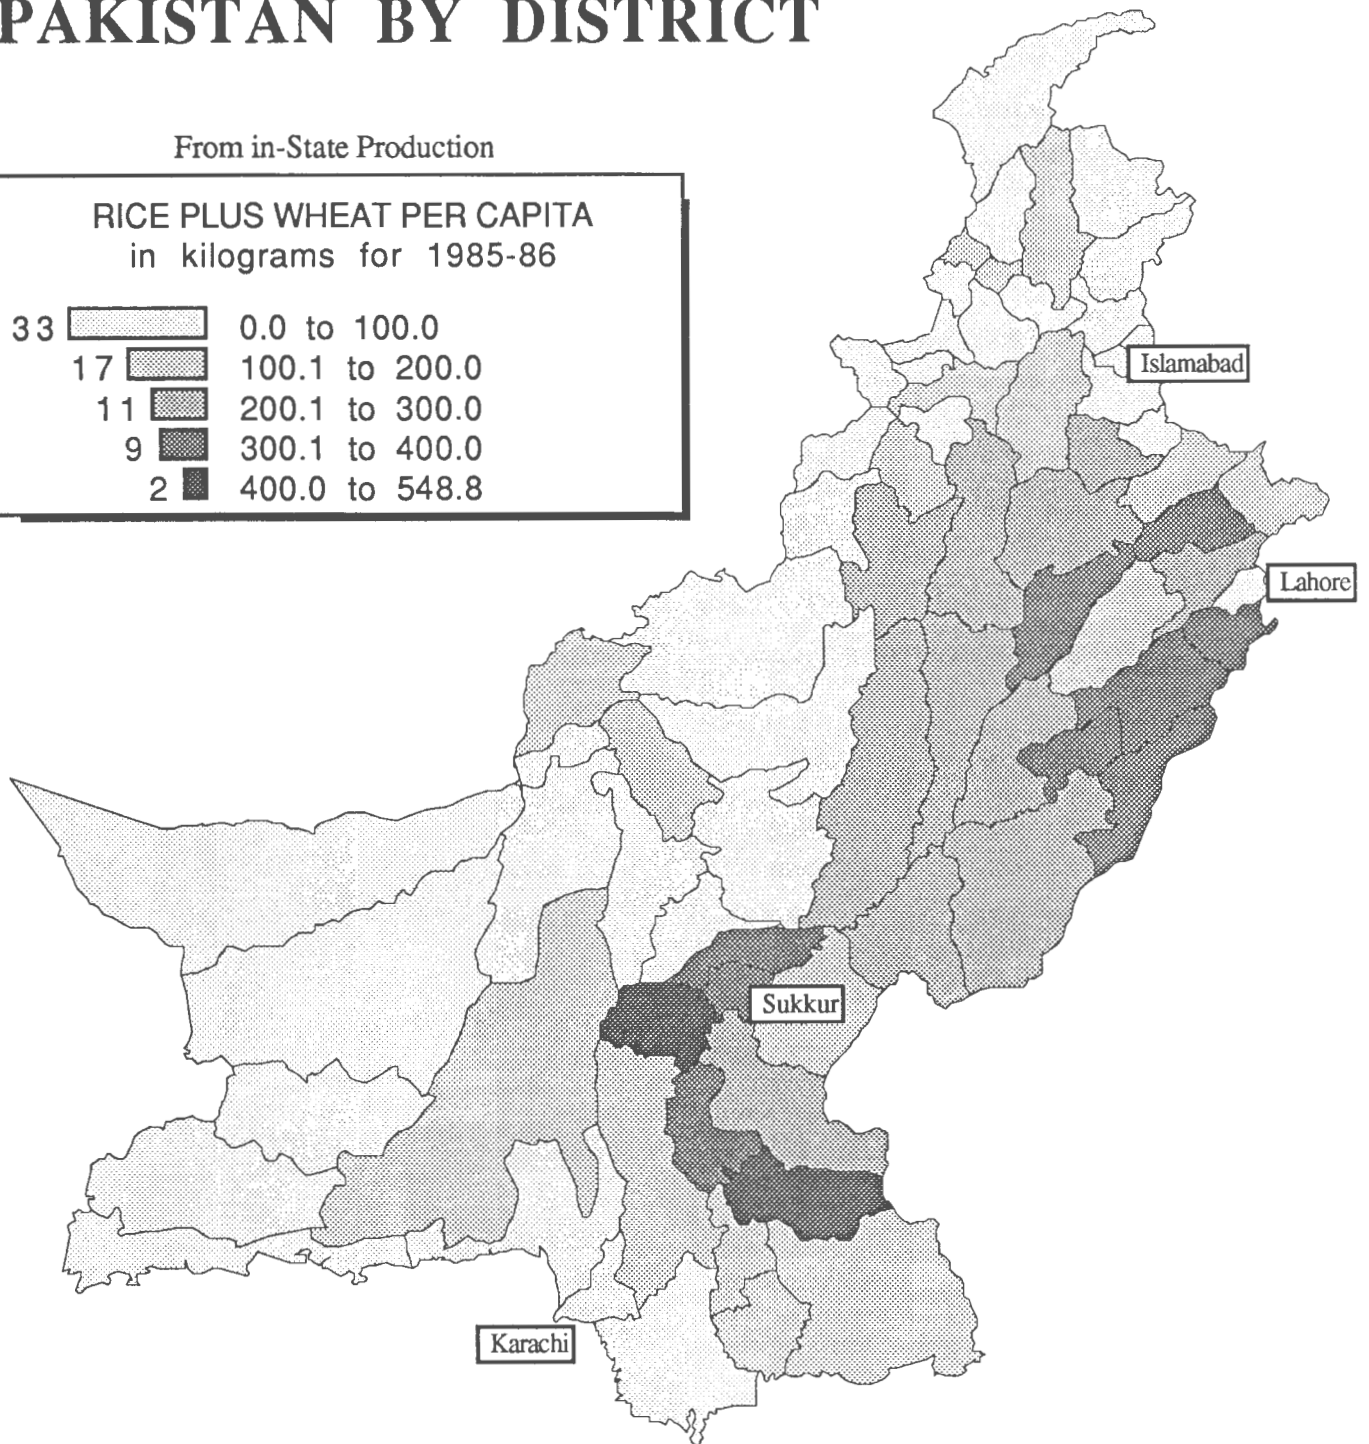 PAKISTAN BY DISTRICT
From in-State Production
RICE PLUS WHEAT PER CAPITA
in kilograms for 1985-86
33 0.0 to 100.0
17 100.1 to 200.0
11 200.1 to 300.0
9 300.1 to 400.0
2 400.0 to 548.8
Islamabad
Lahore
Sukkur
Karachi